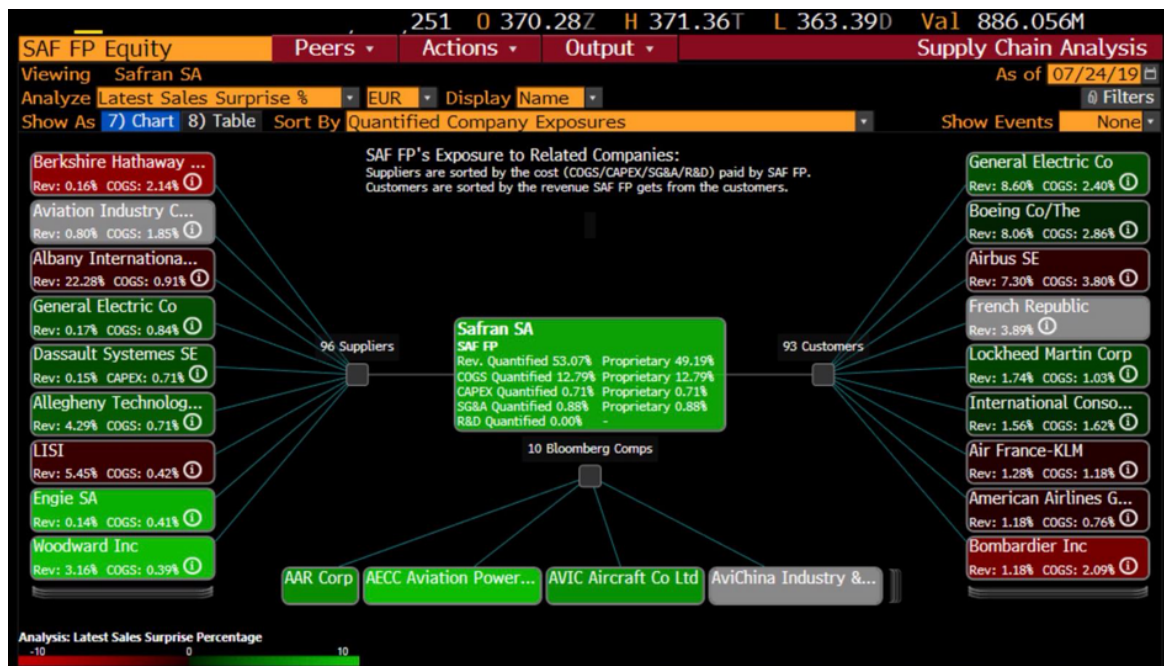 ,251 O 370.28Z H 371.36T L 363.39D Val 886.056M
SAF FP Equity Peers Actions Output Supply Chain Analysis
Viewing Safran SA As of 07/24/19
Analyze Latest Sales Surprise % EUR Display Name Filters
Show As 7) Chart 8) Table Sort By Quantified Company Exposures Show Events None
SAF FP's Exposure to Related Companies:
Suppliers are sorted by the cost (COGS/CAPEX/SG&A/R&D) paid by SAF FP.
Customers are sorted by the revenue SAF FP gets from the customers.
Berkshire Hathaway ...
Rev: 0.16% COGS: 2.14%
Aviation Industry C...
Rev: 0.80% COGS: 1.85%
Albany Internationa...
Rev: 22.28% COGS: 0.91%
General Electric Co
Rev: 0.17% COGS: 0.84%
Dassault Systemes SE
Rev: 0.15% CAPEX: 0.71%
Allegheny Technolog...
Rev: 4.29% COGS: 0.71%
LISI
Rev: 5.45% COGS: 0.42%
Engie SA
Rev: 0.14% COGS: 0.41%
Woodward Inc
Rev: 3.16% COGS: 0.39%
96 Suppliers
Safran SA
SAF FP
Rev. Quantified 53.07% Proprietary 49.19%
COGS Quantified 12.79% Proprietary 12.79%
CAPEX Quantified 0.71% Proprietary 0.71%
SG&A Quantified 0.88% Proprietary 0.88%
R&D Quantified 0.00% -
93 Customers
10 Bloomberg Comps
General Electric Co
Rev: 8.60% COGS: 2.40%
Boeing Co/The
Rev: 8.06% COGS: 2.86%
Airbus SE
Rev: 7.30% COGS: 3.80%
French Republic
Rev: 3.89%
Lockheed Martin Corp
Rev: 1.74% COGS: 1.03%
International Conso...
Rev: 1.56% COGS: 1.62%
Air France-KLM
Rev: 1.28% COGS: 1.18%
American Airlines G...
Rev: 1.18% COGS: 0.76%
Bombardier Inc
Rev: 1.18% COGS: 2.09%
AAR Corp
AECC Aviation Power...
AVIC Aircraft Co Ltd
AviChina Industry &...
Analysis: Latest Sales Surprise Percentage
-10 0 10